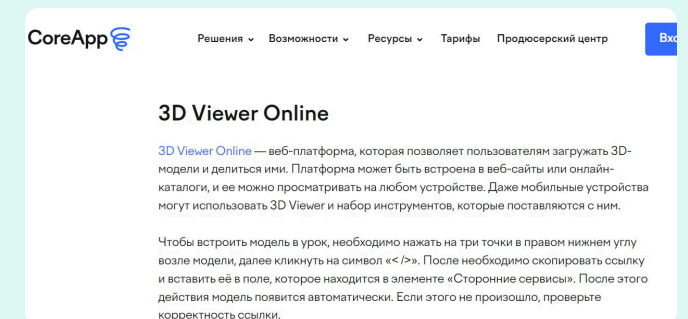 CoreApp
Решения Возможности Ресурсы Тарифы Продюсерский центр
3D Viewer Online
3D Viewer Online — веб-платформа, которая позволяет пользователям загружать 3D-
модели и делиться ими. Платформа может быть встроена в веб-сайты или онлайн-
каталоги, и ее можно просматривать на любом устройстве. Даже мобильные устройства
могут использовать 3D Viewer и набор инструментов, которые поставляются с ним.
Чтобы встроить модель в урок, необходимо нажать на три точки в правом нижнем углу
возле модели, далее кликнуть на символ «< />». После необходимо скопировать ссылку
и вставить её в поле, которое находится в элементе «Сторонние сервисы». После этого
действия модель появится автоматически. Если этого не произошло, проверьте
корректность ссылки.